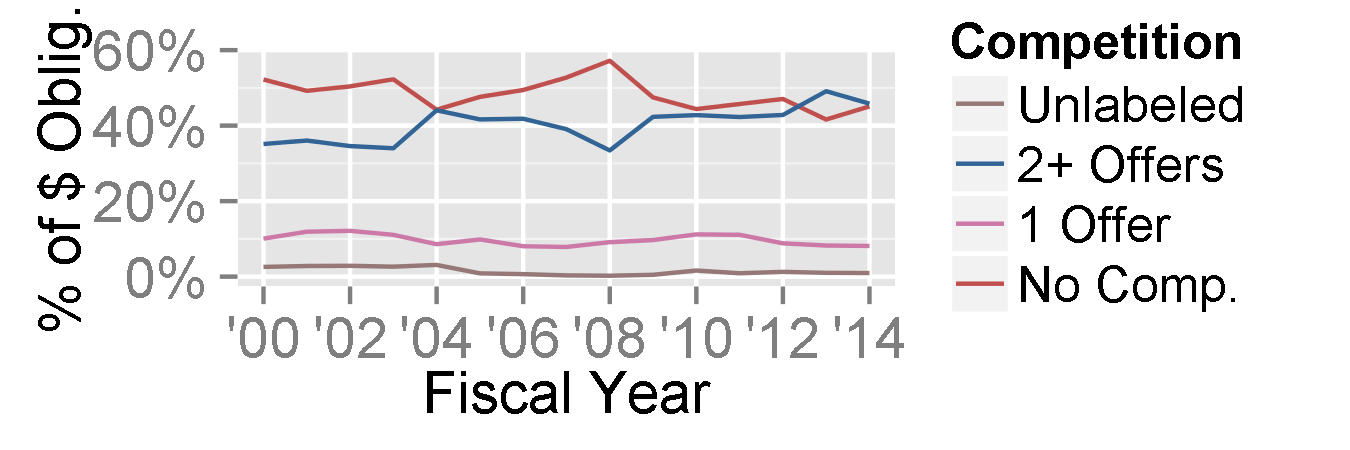 % of $ Oblig.
60%
40%
20%
0%
'00 '02 '04 '06 '08 '10 '12 '14
Fiscal Year
Competition
Unlabeled
2+ Offers
1 Offer
No Comp.